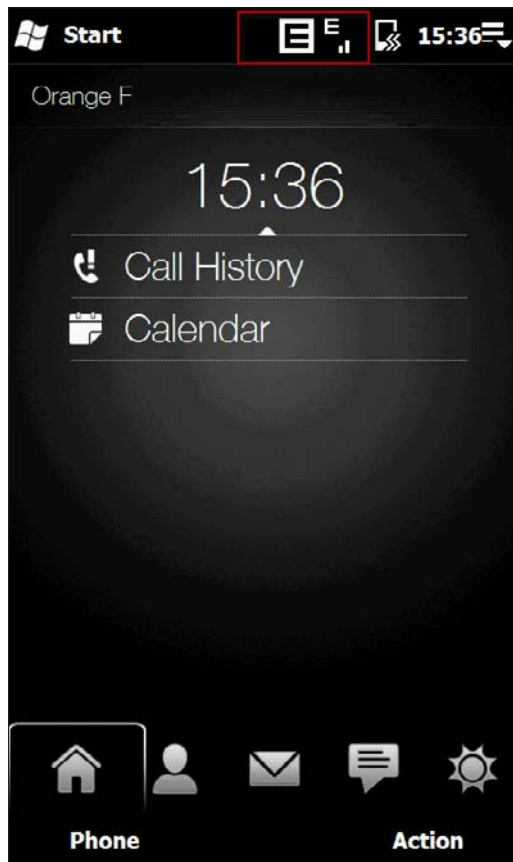 Start E E 15:36
Orange F
15:36
Call History
Calendar
Phone Action